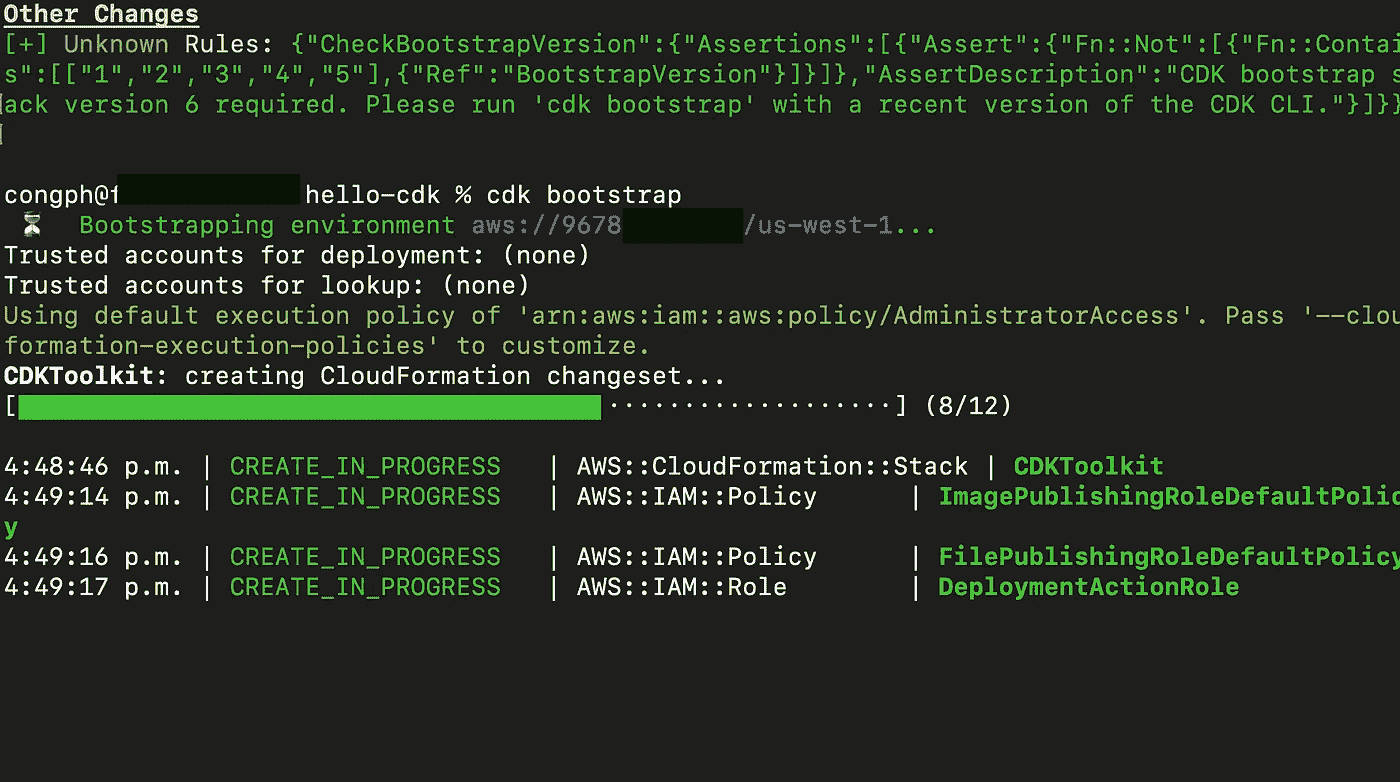 Other Changes
[+] Unknown Rules: {"CheckBootstrapVersion":{"Assertions":[{"Assert":{"Fn::Not":[{"Fn::Contai
s":[["1","2","3","4","5"],{"Ref":"BootstrapVersion"}]}]},"AssertDescription":"CDK bootstrap s
ack version 6 required. Please run 'cdk bootstrap' with a recent version of the CDK CLI."}]}}
congph@f hello-cdk % cdk bootstrap
⏳ Bootstrapping environment aws://9678 /us-west-1...
Trusted accounts for deployment: (none)
Trusted accounts for lookup: (none)
Using default execution policy of 'arn:aws:iam::aws:policy/AdministratorAccess'. Pass '--clou
formation-execution-policies' to customize.
CDKToolkit: creating CloudFormation changeset...
[···················] (8/12)
4:48:46 p.m. | CREATE_IN_PROGRESS | AWS::CloudFormation::Stack | CDKToolkit
4:49:14 p.m. | CREATE_IN_PROGRESS | AWS::IAM::Policy | ImagePublishingRoleDefaultPolic
y
4:49:16 p.m. | CREATE_IN_PROGRESS | AWS::IAM::Policy | FilePublishingRoleDefaultPolicy
4:49:17 p.m. | CREATE_IN_PROGRESS | AWS::IAM::Role | DeploymentActionRole